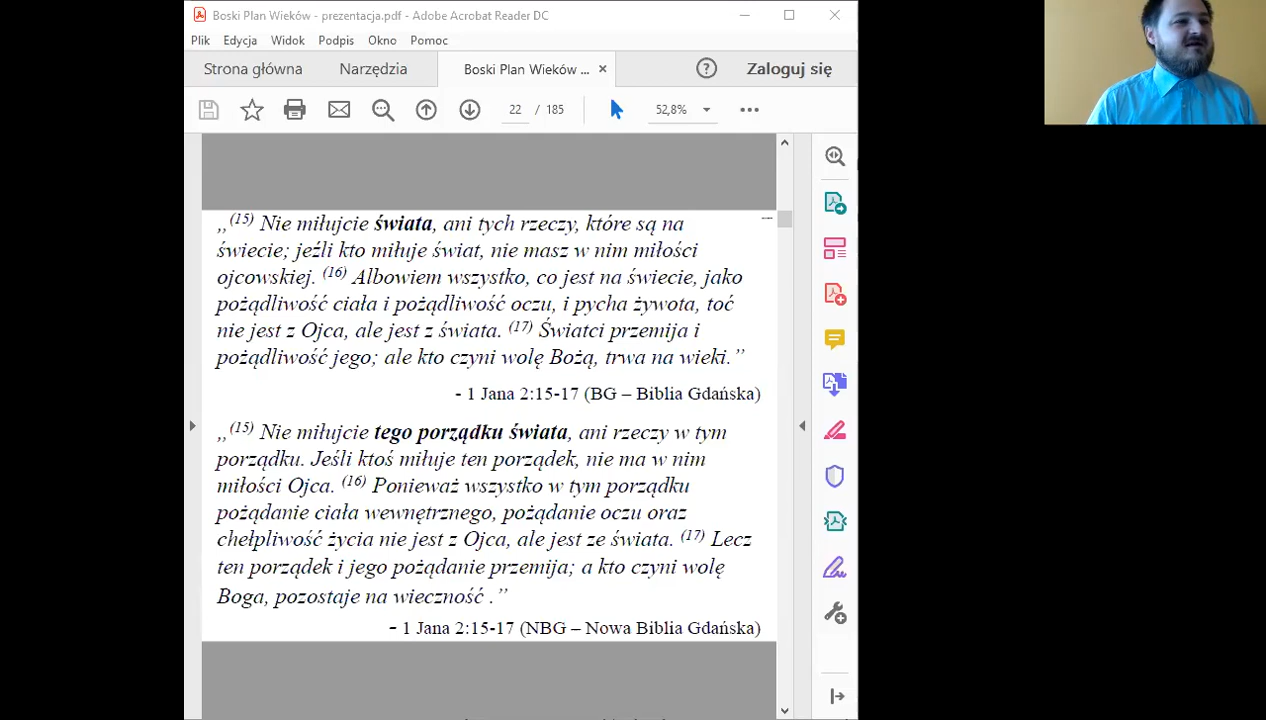 Boski Plan Wieków - prezentacja.pdf - Adobe Acrobat Reader DC
Plik Edycja Widok Podpis Okno Pomoc
Strona główna Narzędzia Boski Plan Wieków ... × Zaloguj się
22 / 185 52,8%
„(15) Nie miłujcie świata, ani tych rzeczy, które są na
świecie; jeźli kto miłuje świat, nie masz w nim miłości
ojcowskiej. (16) Albowiem wszystko, co jest na świecie, jako
pożądliwość ciała i pożądliwość oczu, i pycha żywota, toć
nie jest z Ojca, ale jest z świata. (17) Światci przemija i
pożądliwość jego; ale kto czyni wolę Bożą, trwa na wieki.”
- 1 Jana 2:15-17 (BG – Biblia Gdańska)
„(15) Nie miłujcie tego porządku świata, ani rzeczy w tym
porządku. Jeśli ktoś miłuje ten porządek, nie ma w nim
miłości Ojca. (16) Ponieważ wszystko w tym porządku
pożądanie ciała wewnętrznego, pożądanie oczu oraz
chełpliwość życia nie jest z Ojca, ale jest ze świata. (17) Lecz
ten porządek i jego pożądanie przemija; a kto czyni wolę
Boga, pozostaje na wieczność .”
- 1 Jana 2:15-17 (NBG – Nowa Biblia Gdańska)